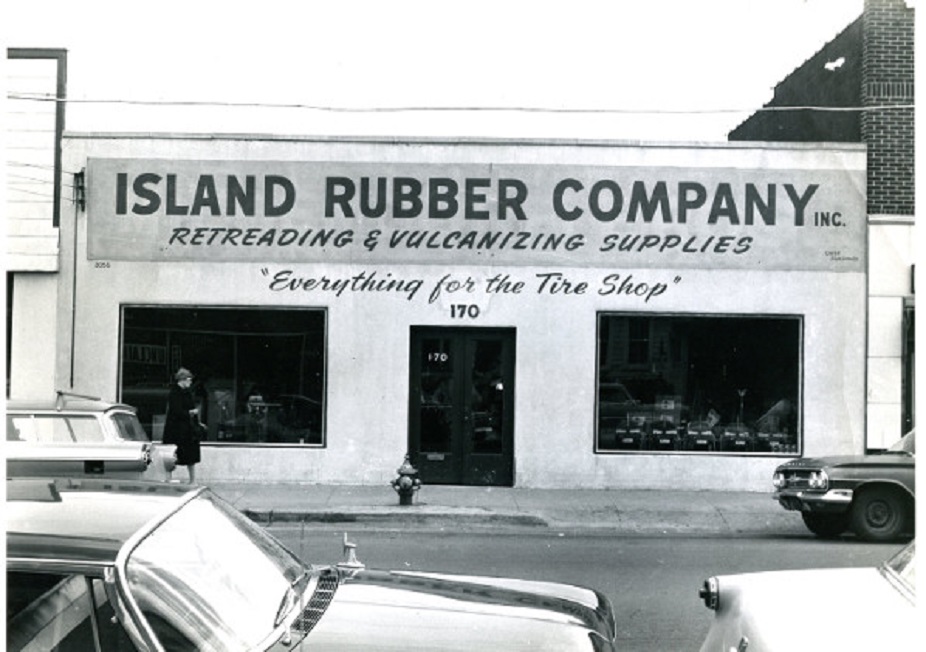 ISLAND RUBBER COMPANY INC.
RETREADING & VULCANIZING SUPPLIES
"Everything for the Tire Shop"
170
170